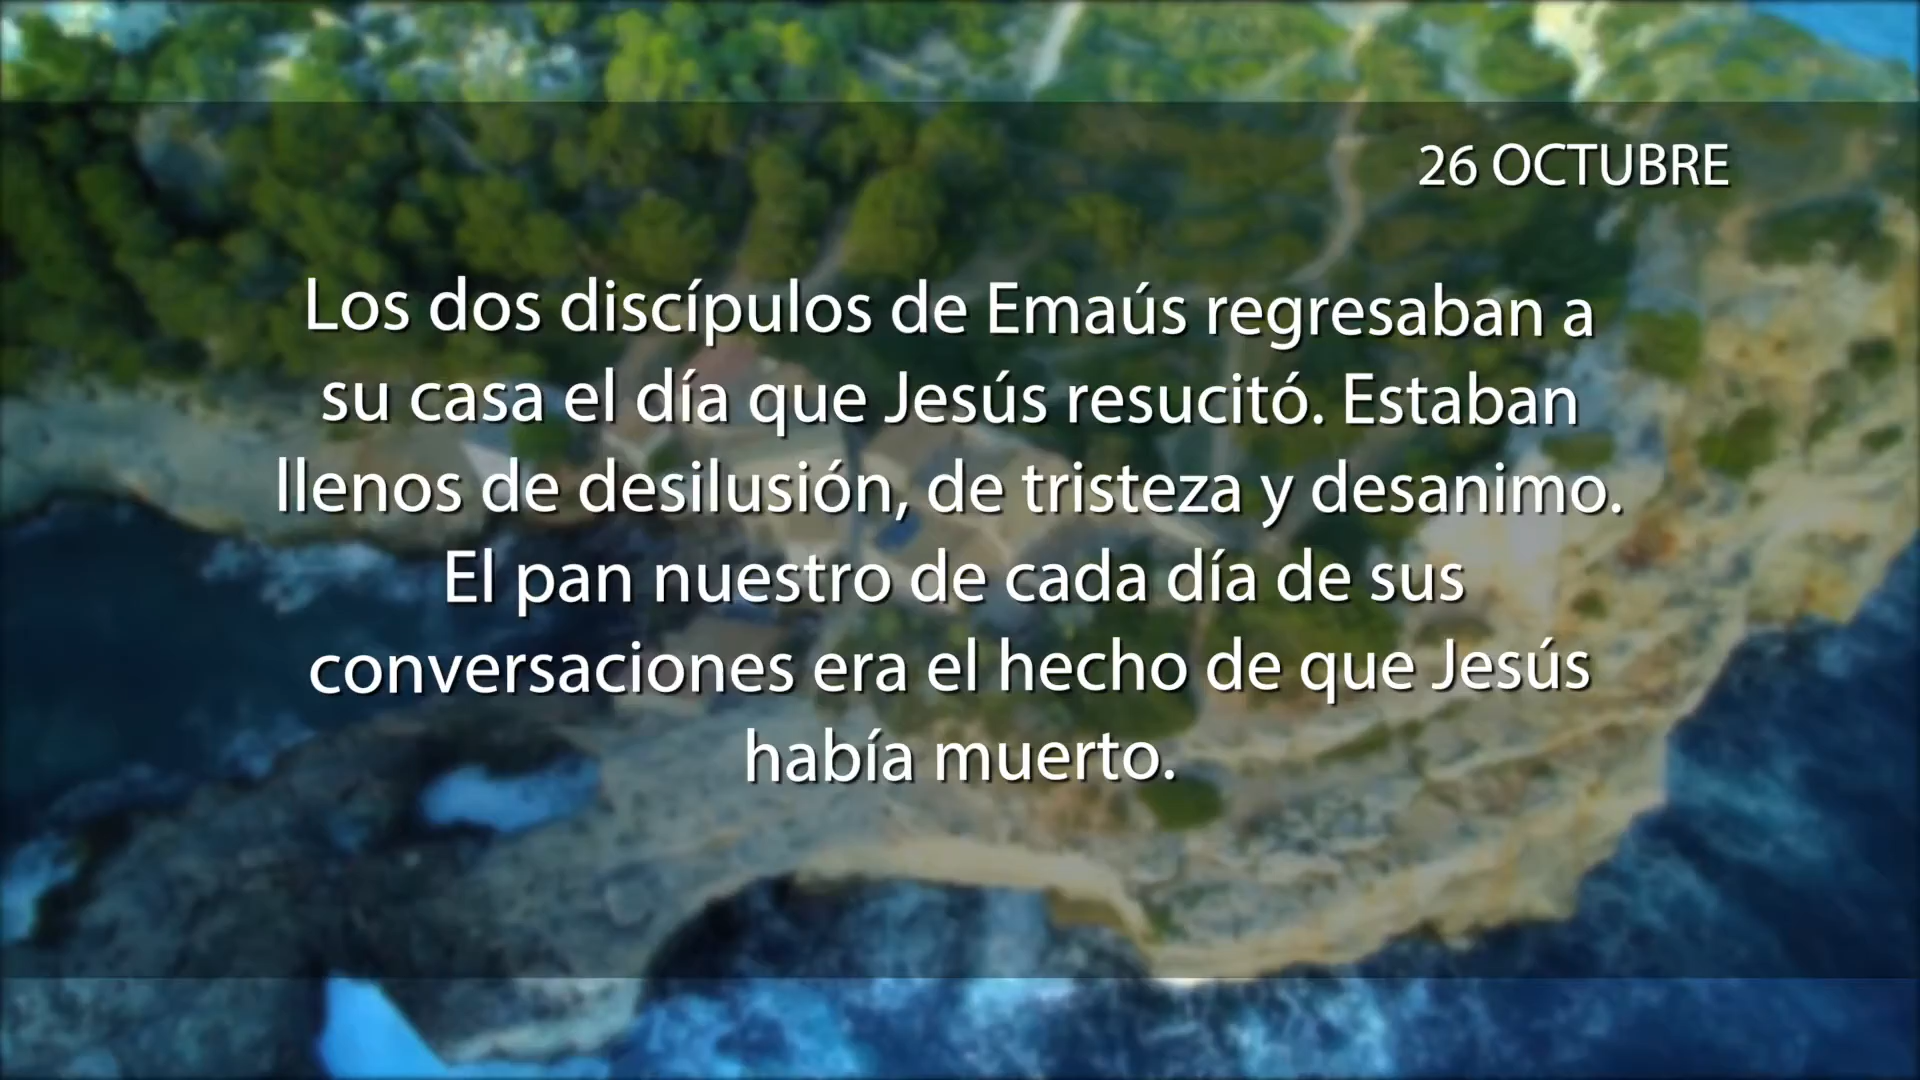 26 OCTUBRE
Los dos discípulos de Emaús regresaban a
su casa el día que Jesús resucitó. Estaban
llenos de desilusión, de tristeza y desanimo.
El pan nuestro de cada día de sus
conversaciones era el hecho de que Jesús
había muerto.